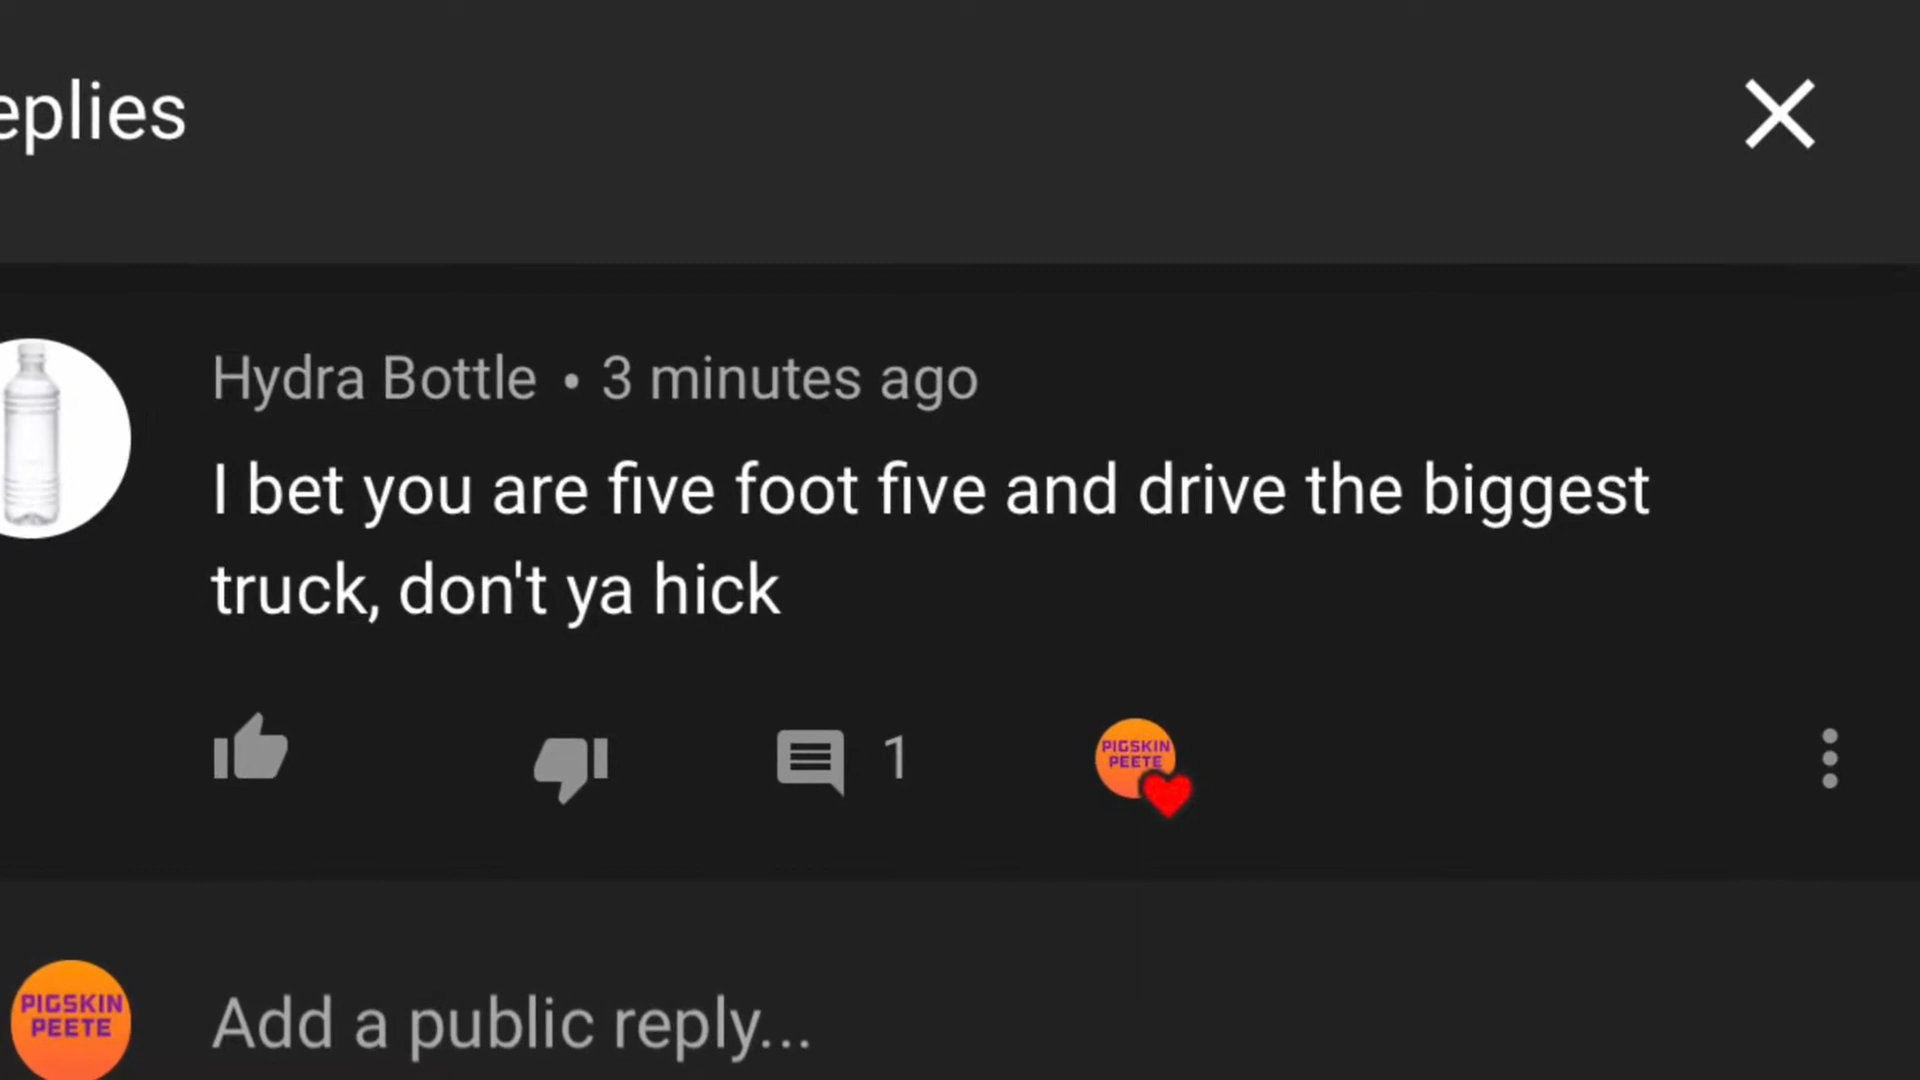 eplies
Hydra Bottle • 3 minutes ago
I bet you are five foot five and drive the biggest
truck, don't ya hick
1
PIGSKIN
PEETE
PIGSKIN
PEETE
Add a public reply...